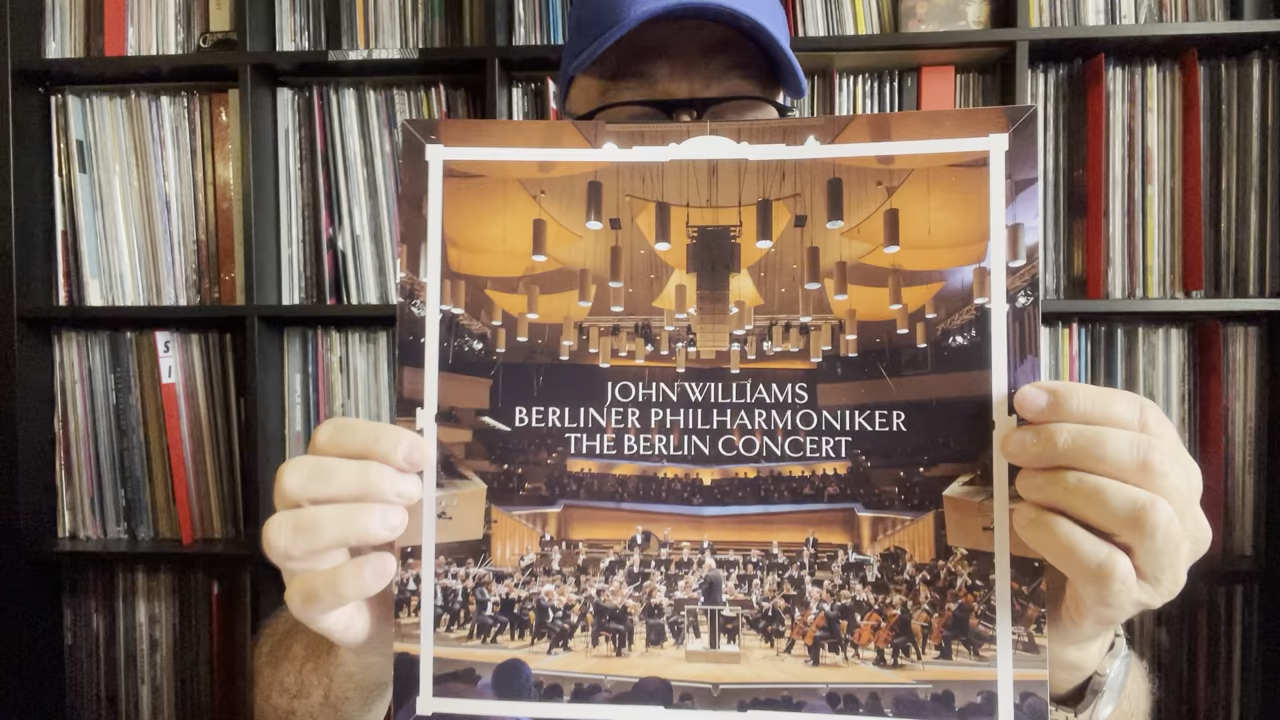 JOHN WILLIAMS
BERLINER PHILHARMONIKER
THE BERLIN CONCERT
S
I